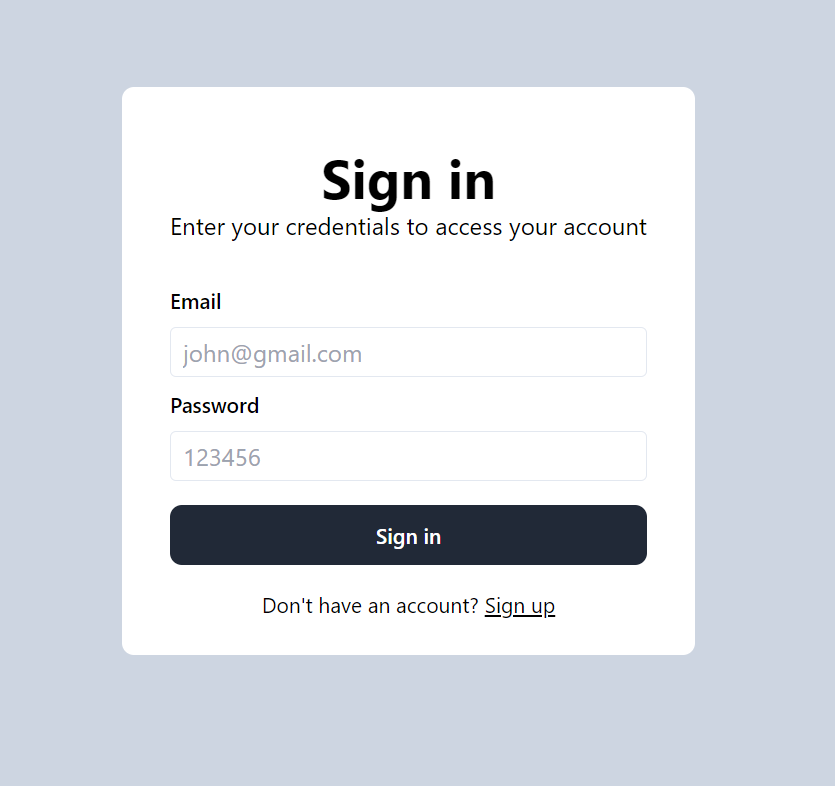 Sign in
Enter your credentials to access your account
Email
john@gmail.com
Password
123456
Sign in
Don't have an account? Sign up